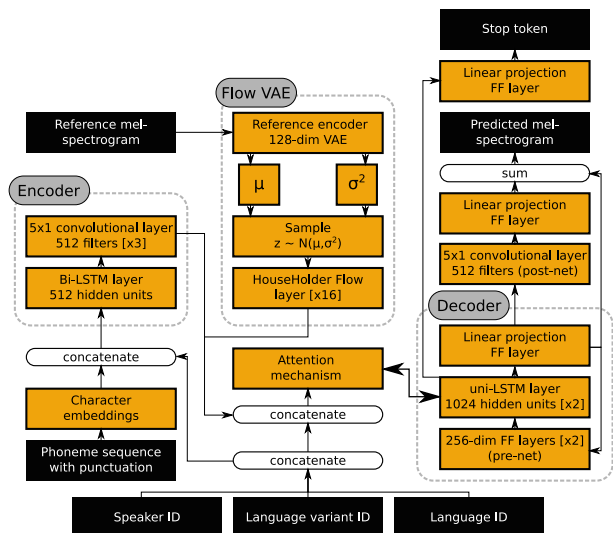 Stop token
Linear projection
FF layer
Flow VAE
Reference mel-
spectrogram
Reference encoder
128-dim VAE
Predicted mel-
spectrogram
μ
σ²
sum
Encoder
5x1 convolutional layer
512 filters [x3]
Sample
z ~ N(μ,σ²)
Linear projection
FF layer
Bi-LSTM layer
512 hidden units
HouseHolder Flow
layer [x16]
5x1 convolutional layer
512 filters (post-net)
Decoder
concatenate
Attention
mechanism
Linear projection
FF layer
Character
embeddings
uni-LSTM layer
1024 hidden units [x2]
concatenate
Phoneme sequence
with punctuation
concatenate
256-dim FF layers [x2]
(pre-net)
Speaker ID
Language variant ID
Language ID